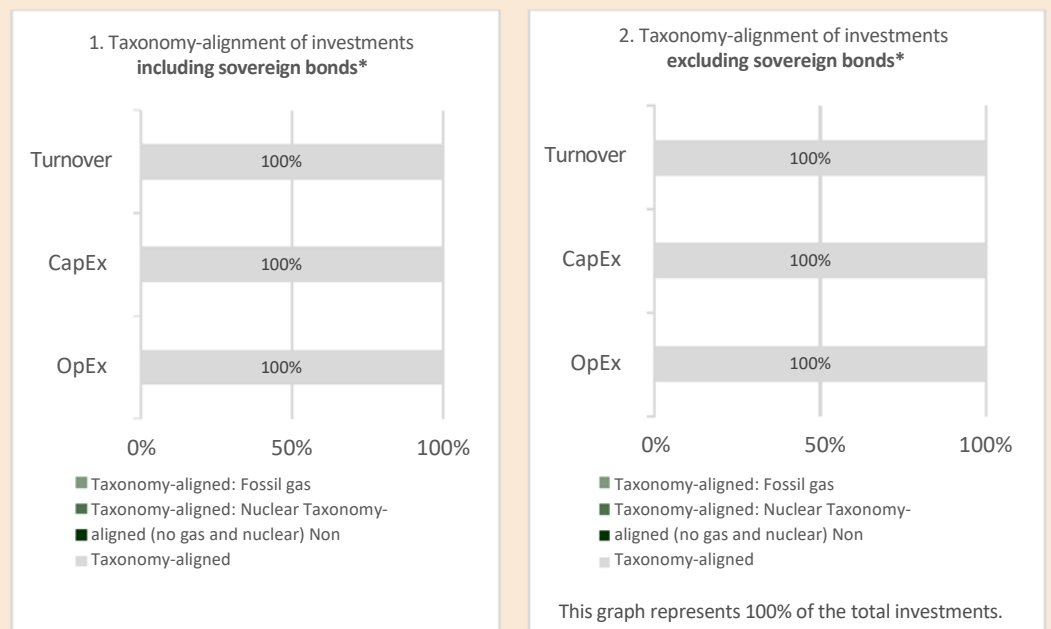 1. Taxonomy-alignment of investments
including sovereign bonds*
Turnover
100%
CapEx
100%
OpEx
100%
0%
50%
100%
Taxonomy-aligned: Fossil gas
Taxonomy-aligned: Nuclear Taxonomy-
aligned (no gas and nuclear) Non
Taxonomy-aligned
2. Taxonomy-alignment of investments
excluding sovereign bonds*
Turnover
100%
CapEx
100%
OpEx
100%
0%
50%
100%
Taxonomy-aligned: Fossil gas
Taxonomy-aligned: Nuclear Taxonomy-
aligned (no gas and nuclear) Non
Taxonomy-aligned
This graph represents 100% of the total investments.